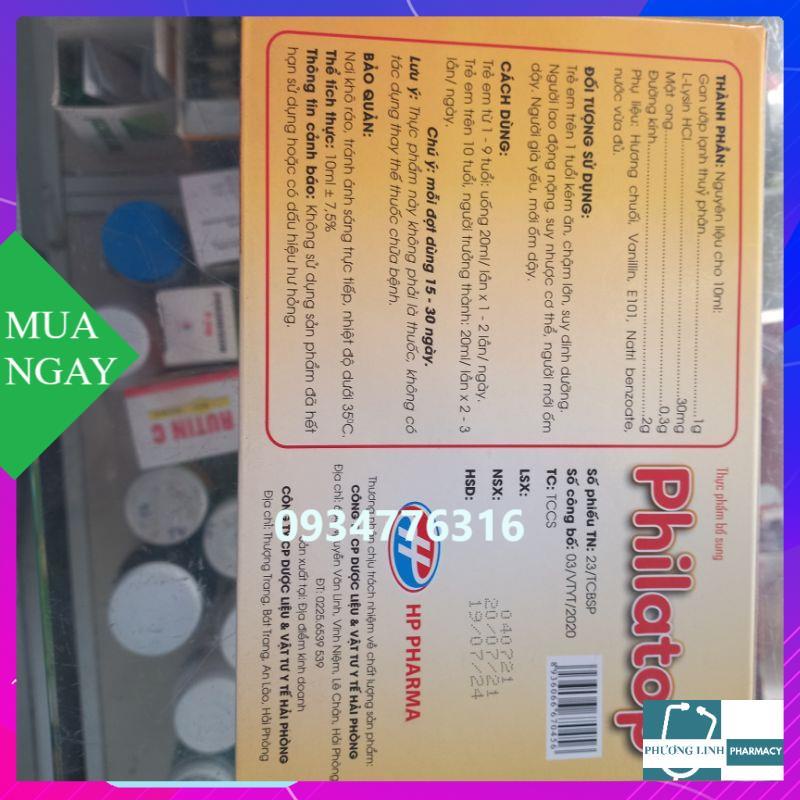 THÀNH PHẦN: Nguyên liệu cho 10ml:
Gan ướp lạnh thuỷ phân..................1g
L-Lysin HCl..................30mg
Mật ong..................0.3g
Đường kính..................2g
Phụ liệu: Hương chuối, Vanillin, E101, Natri benzoate,
nước vừa đủ.
ĐỐI TƯỢNG SỬ DỤNG:
Trẻ em trên 1 tuổi kém ăn, chậm lớn, suy dinh dưỡng.
Người lao động nặng, suy nhược cơ thể, người mới ốm
dậy. Người già yếu, mới ốm dậy.
CÁCH DÙNG:
Trẻ em từ 1 - 9 tuổi: uống 20ml/ lần x 1 - 2 lần/ ngày.
Trẻ em trên 10 tuổi, người trưởng thành: 20ml/ lần x 2 - 3
lần/ ngày.
Chú ý: mỗi đợt dùng 15 - 30 ngày.
Lưu ý: Thực phẩm này không phải là thuốc, không có
tác dụng thay thế thuốc chữa bệnh.
BẢO QUẢN:
Nơi khô ráo, tránh ánh sáng trực tiếp, nhiệt độ dưới 35ºC.
Thể tích thực: 10ml ± 7,5%
Thông tin cảnh báo: Không sử dụng sản phẩm đã hết
hạn sử dụng hoặc có dấu hiệu hư hỏng.
Thực phẩm bổ sung
Philatop
Số phiếu TN: 23/TCBSP
Số công bố: 03/VTYT/2020
TC: TCCS
8936066670456
LSX: 040721
NSX: 20/07/21
HSD: 19/07/24
HP
HP PHARMA
Thương nhân chịu trách nhiệm về chất lượng sản phẩm:
CÔNG TY CP DƯỢC LIỆU & VẬT TƯ Y TẾ HẢI PHÒNG
Địa chỉ: Nguyễn Văn Linh, Vĩnh Niệm, Lê Chân, Hải Phòng
ĐT: 0225.6539 539
Sản xuất tại: Địa điểm kinh doanh
CÔNG TY CP DƯỢC LIỆU & VẬT TƯ Y TẾ HẢI PHÒNG
Địa chỉ: Thượng Trang, Bát Trang, An Lão, Hải Phòng
0934776316
MUA
NGAY
RUTIN C
PHƯƠNG LINH PHARMACY